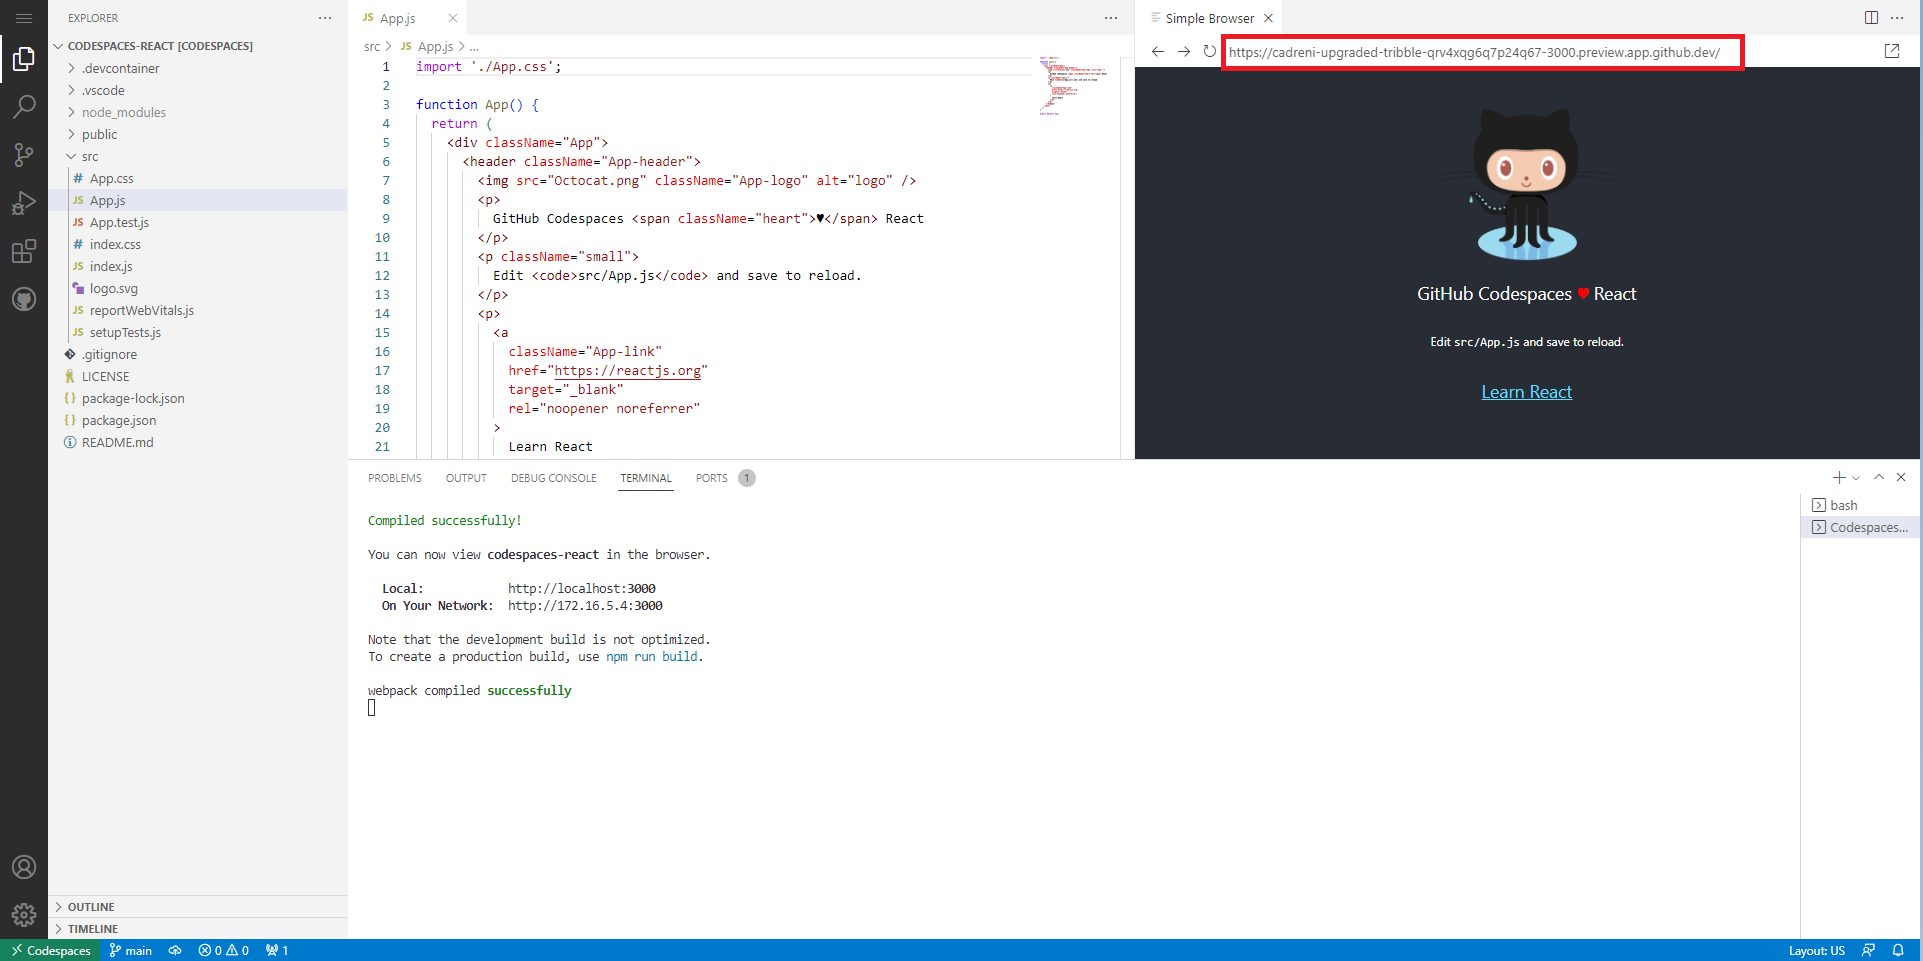 EXPLORER
CODESPACES-REACT [CODESPACES]
.devcontainer
.vscode
node_modules
public
src
App.css
App.js
App.test.js
index.css
index.js
logo.svg
reportWebVitals.js
setupTests.js
.gitignore
LICENSE
package-lock.json
package.json
README.md
OUTLINE
TIMELINE
App.js
src > App.js > ...
1 import './App.css';
2
3 function App() {
4 return (
5 <div className="App">
6 <header className="App-header">
7 <img src="Octocat.png" className="App-logo" alt="logo" />
8 <p>
9 GitHub Codespaces <span className="heart">♥</span> React
10 </p>
11 <p className="small">
12 Edit <code>src/App.js</code> and save to reload.
13 </p>
14 <p>
15 <a
16 className="App-link"
17 href="https://reactjs.org"
18 target="_blank"
19 rel="noopener noreferrer"
20 >
21 Learn React
Simple Browser
https://cadreni-upgraded-tribble-qrv4xqg6q7p24q67-3000.preview.app.github.dev/
GitHub Codespaces ♥ React
Edit src/App.js and save to reload.
Learn React
PROBLEMS OUTPUT DEBUG CONSOLE TERMINAL PORTS 1
Compiled successfully!
You can now view codespaces-react in the browser.
Local: http://localhost:3000
On Your Network: http://172.16.5.4:3000
Note that the development build is not optimized.
To create a production build, use npm run build.
webpack compiled successfully
bash
Codespaces...
Codespaces main 0 0 1 Layout: US